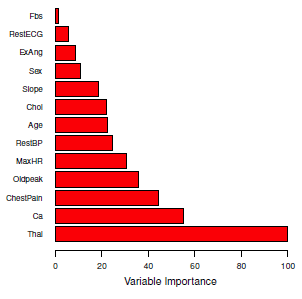 Fbs
RestECG
ExAng
Sex
Slope
Chol
Age
RestBP
MaxHR
Oldpeak
ChestPain
Ca
Thal
0 20 40 60 80 100
Variable Importance